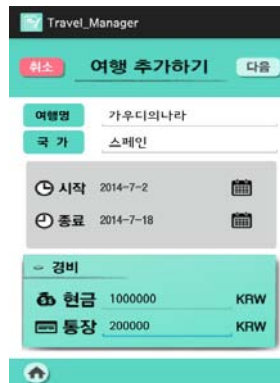 Travel_Manager
취소 여행 추가하기 다음
여행명 가우디의나라
국 가 스페인
시작 2014-7-2
종료 2014-7-18
경비
현금 1000000 KRW
통장 200000 KRW